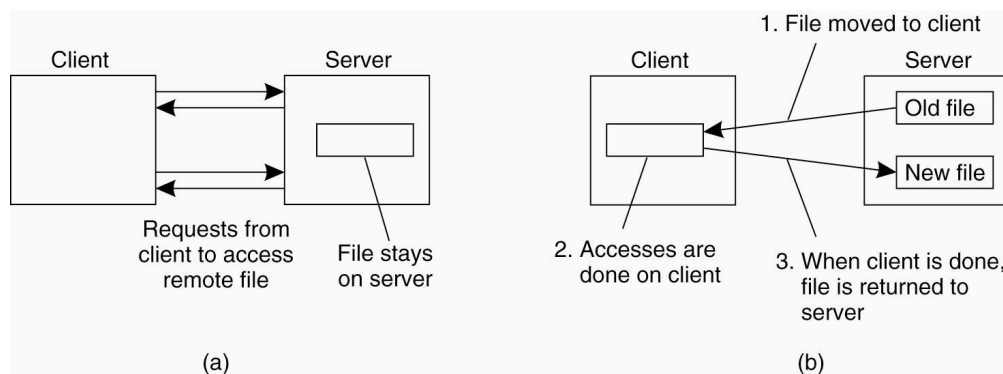 Client
Server
Requests from
client to access
remote file
File stays
on server
(a)
1. File moved to client
Client
Server
Old file
New file
2. Accesses are
done on client
3. When client is done,
file is returned to
server
(b)